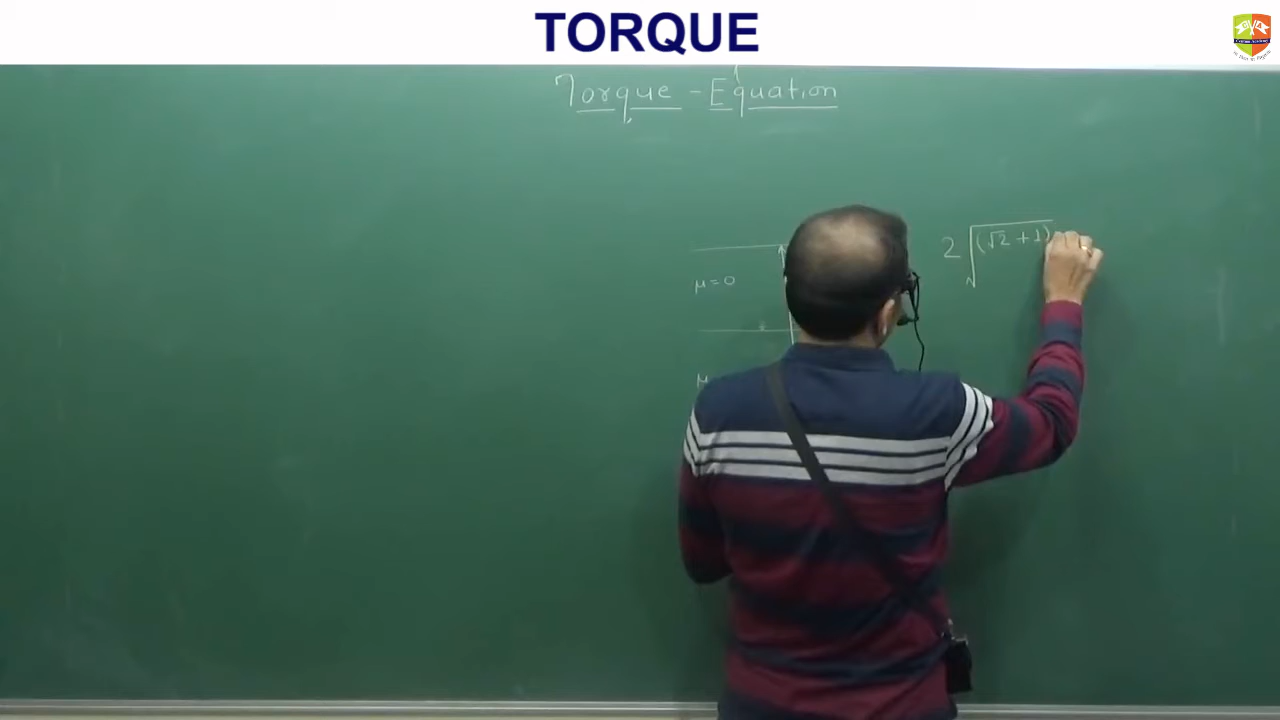 TORQUE
Torque - Equation
2 √(√2 + 1)
μ = 0
μ